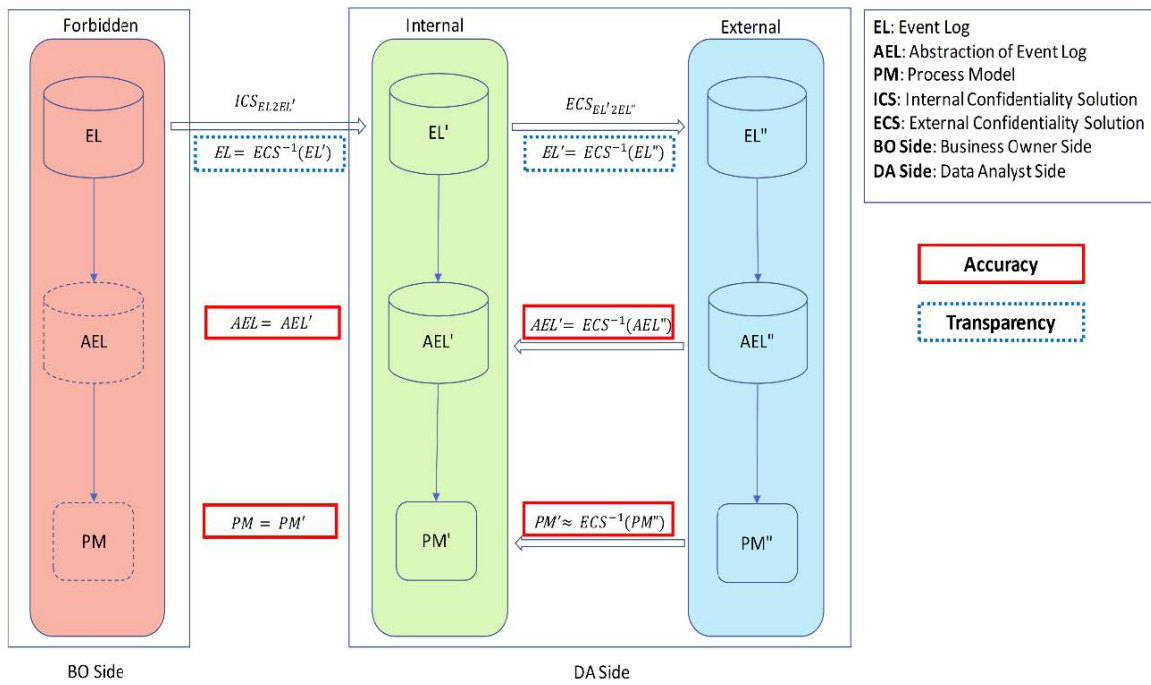 Forbidden
Internal
External
EL
ICS_{EL2EL'}
EL = ECS⁻¹(EL')
EL'
ECS_{EL'2EL"}
EL' = ECS⁻¹(EL")
EL"
AEL
AEL = AEL'
AEL'
AEL' = ECS⁻¹(AEL")
AEL"
PM
PM = PM'
PM'
PM' ≈ ECS⁻¹(PM")
PM"
BO Side
DA Side
EL: Event Log
AEL: Abstraction of Event Log
PM: Process Model
ICS: Internal Confidentiality Solution
ECS: External Confidentiality Solution
BO Side: Business Owner Side
DA Side: Data Analyst Side
Accuracy
Transparency